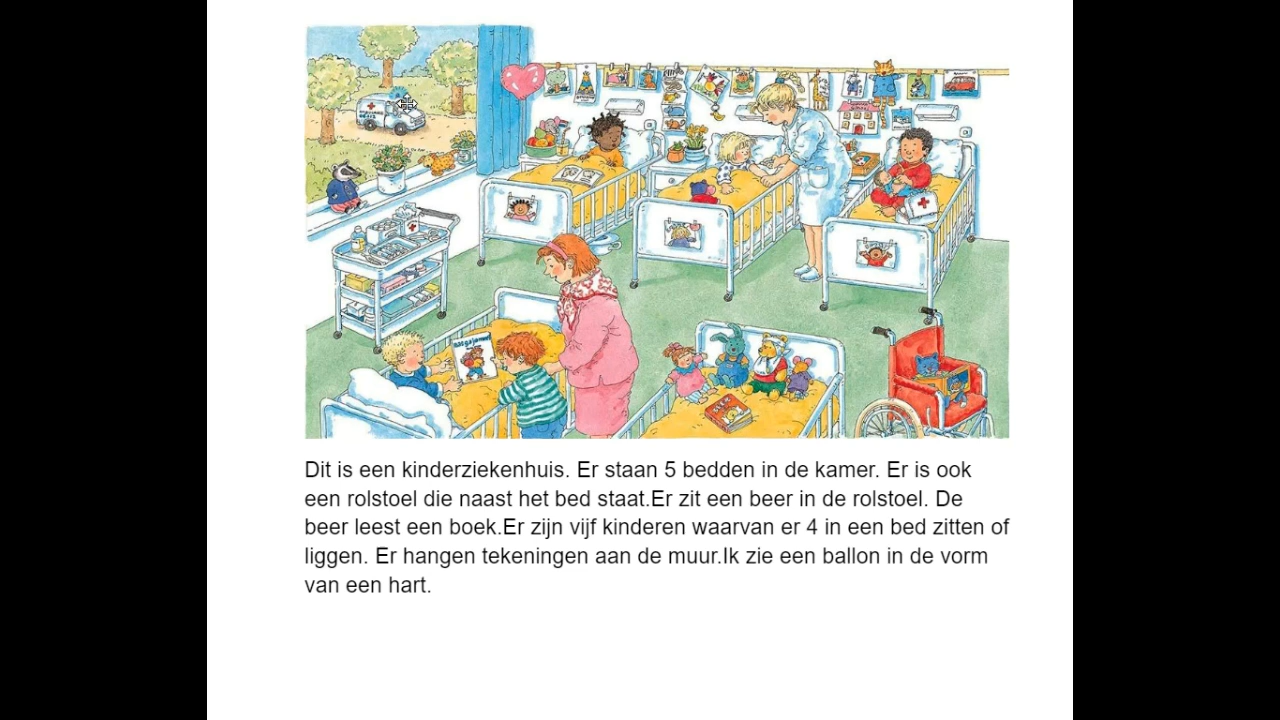 Dit is een kinderziekenhuis. Er staan 5 bedden in de kamer. Er is ook
een rolstoel die naast het bed staat.Er zit een beer in de rolstoel. De
beer leest een boek.Er zijn vijf kinderen waarvan er 4 in een bed zitten of
liggen. Er hangen tekeningen aan de muur.Ik zie een ballon in de vorm
van een hart.